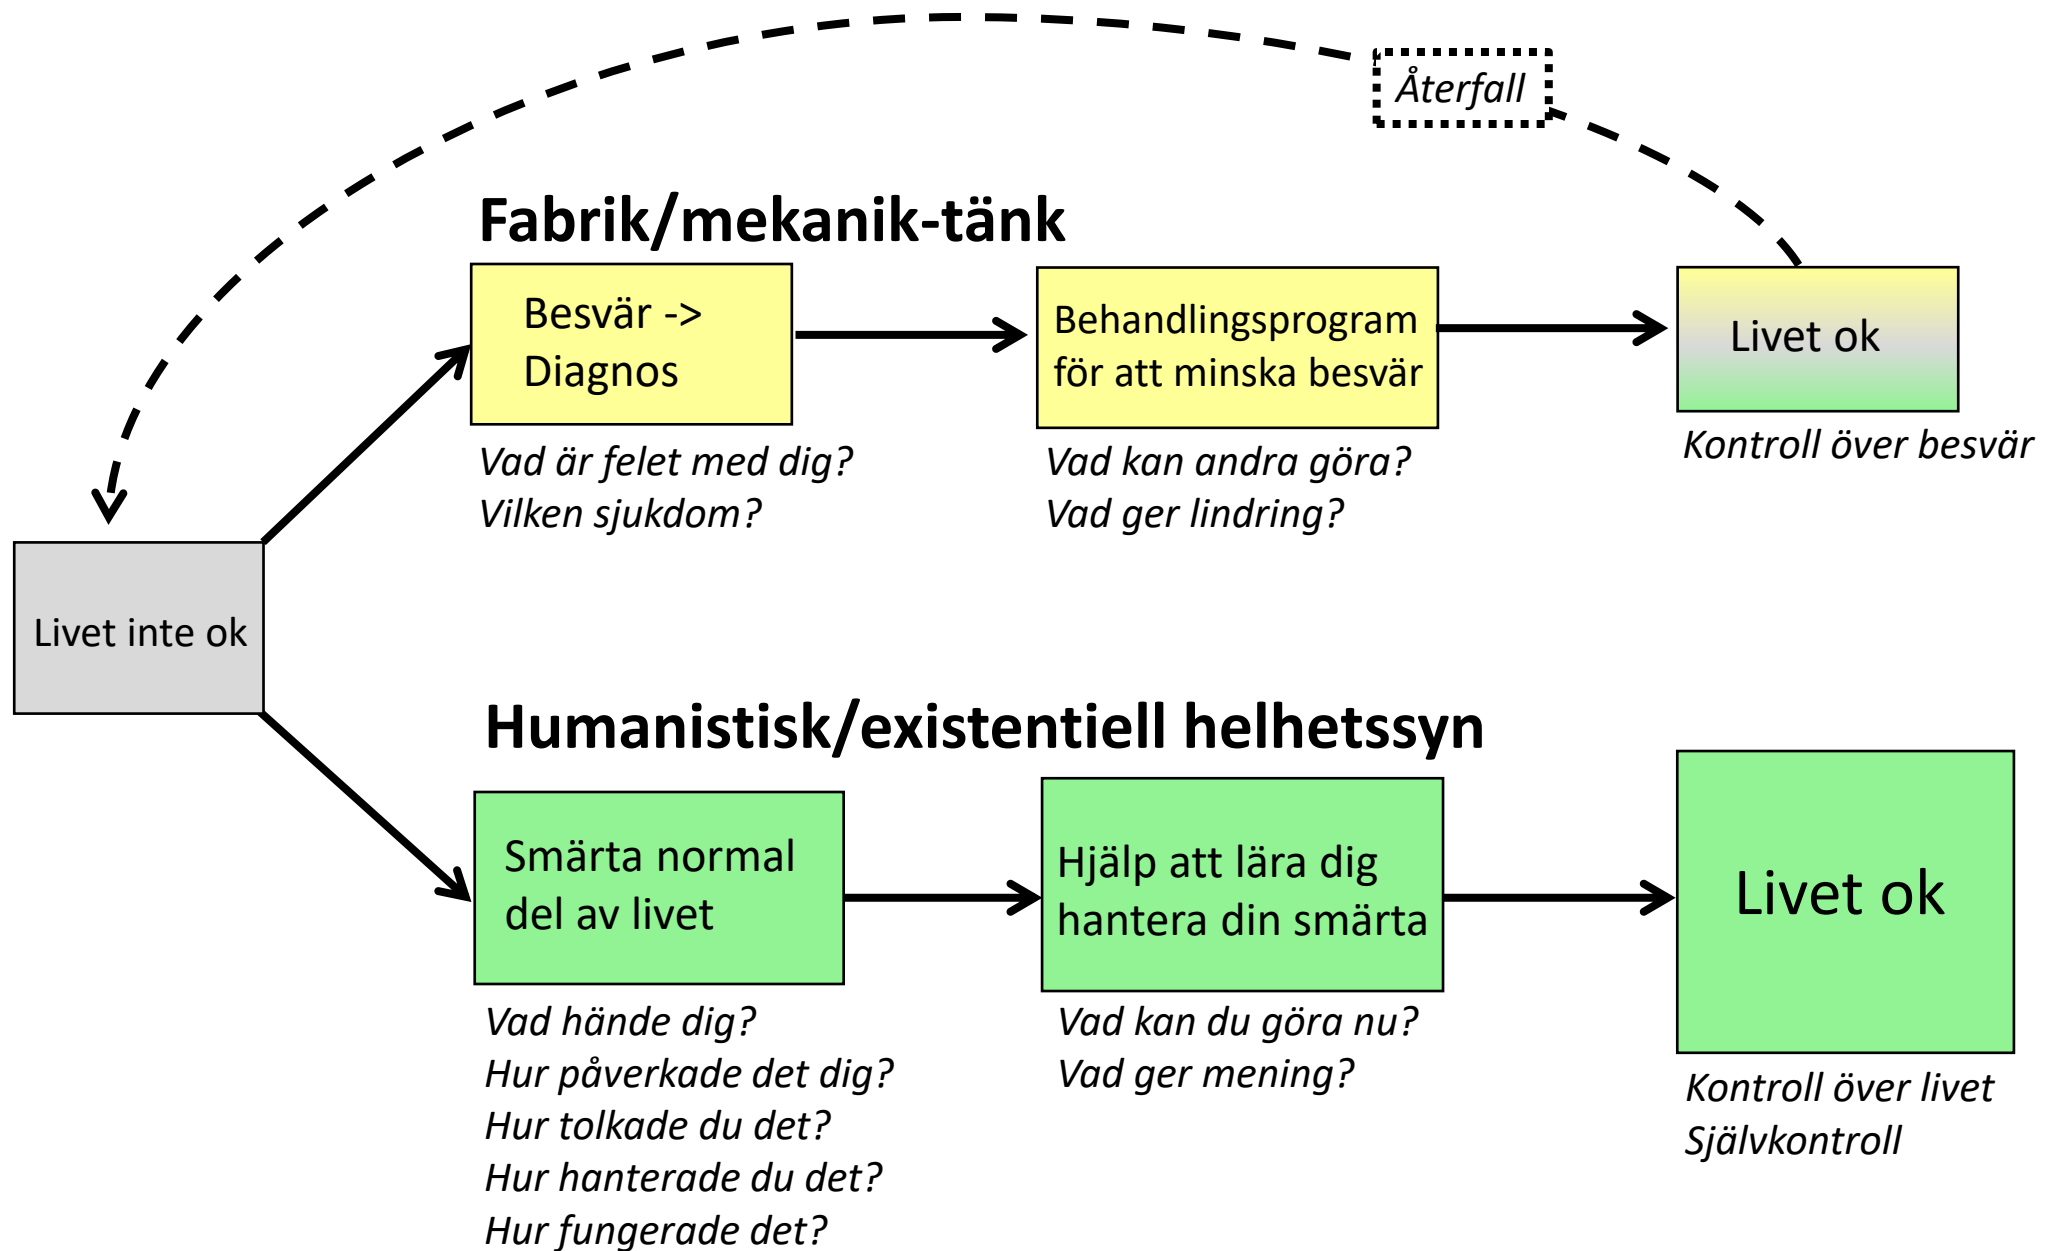 Återfall
Fabrik/mekanik-tänk
Besvär ->
Diagnos
Vad är felet med dig?
Vilken sjukdom?
Behandlingsprogram
för att minska besvär
Vad kan andra göra?
Vad ger lindring?
Livet ok
Kontroll över besvär
Livet inte ok
Humanistisk/existentiell helhetssyn
Smärta normal
del av livet
Vad hände dig?
Hur påverkade det dig?
Hur tolkade du det?
Hur hanterade du det?
Hur fungerade det?
Hjälp att lära dig
hantera din smärta
Vad kan du göra nu?
Vad ger mening?
Livet ok
Kontroll över livet
Självkontroll